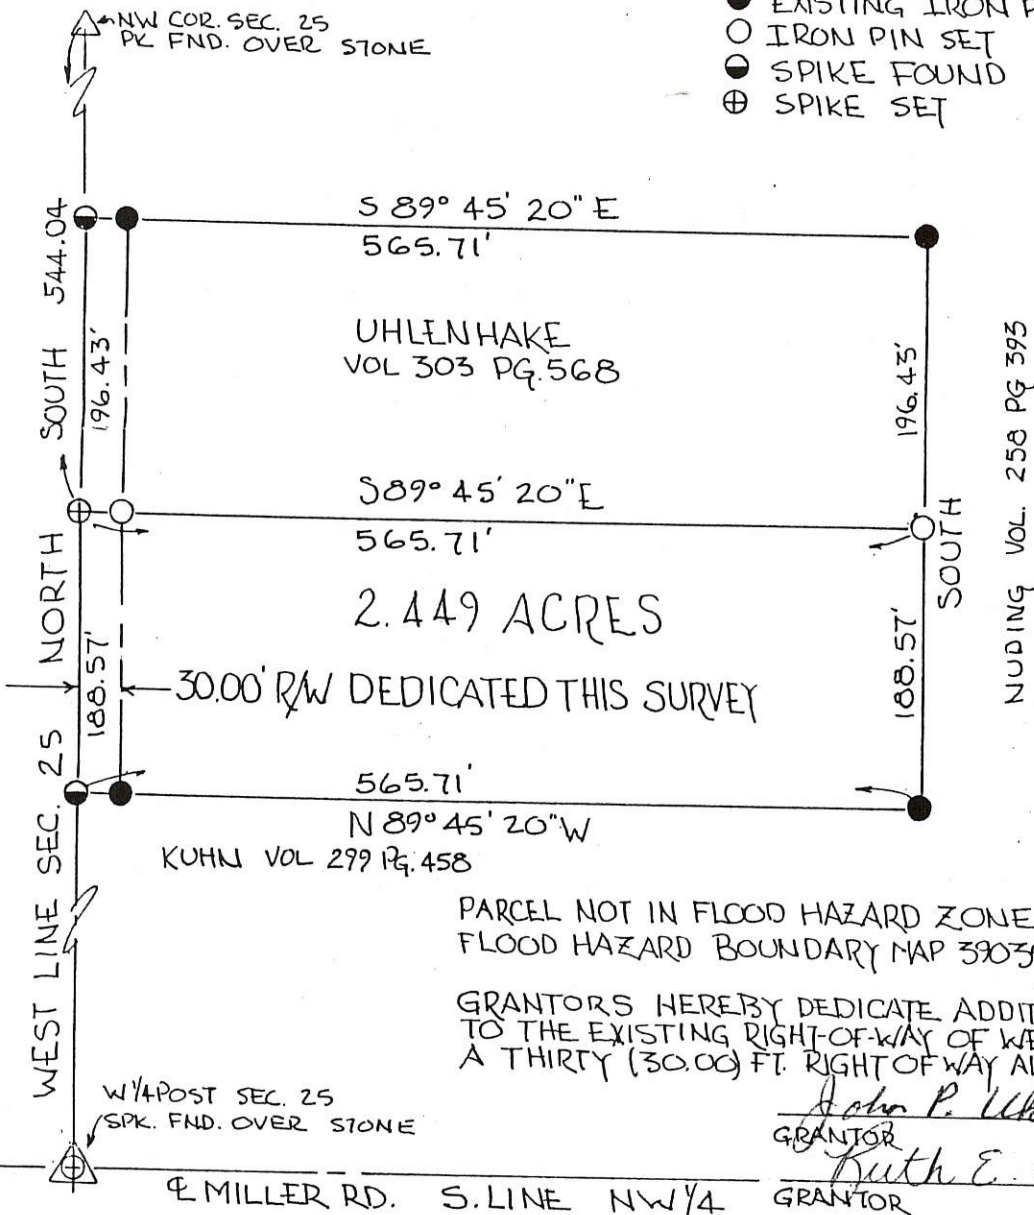 NW COR. SEC. 25
PK FND. OVER STONE
EXISTING IRON
IRON PIN SET
SPIKE FOUND
SPIKE SET
S 89° 45' 20" E
565.71'
SOUTH 544.04
196.43'
UHLENHAKE
VOL 303 PG. 568
196.43'
NUDING VOL. 258 PG 393
S 89° 45' 20" E
565.71'
SOUTH
NORTH
188.57'
2.449 ACRES
188.57'
30.00' R/W DEDICATED THIS SURVEY
565.71'
N 89° 45' 20" W
KUHN VOL 299 PG. 458
WEST LINE SEC. 25
PARCEL NOT IN FLOOD HAZARD ZONE
FLOOD HAZARD BOUNDARY MAP
GRANTORS HEREBY DEDICATE
TO THE EXISTING RIGHT-OF-WAY OF
A THIRTY (30.00) FT. RIGHT OF WAY
John P.
GRANTOR
Ruth E.
GRANTOR
W 1/4 POST SEC. 25
SPK. FND. OVER STONE
℄ MILLER RD. S. LINE NW 1/4